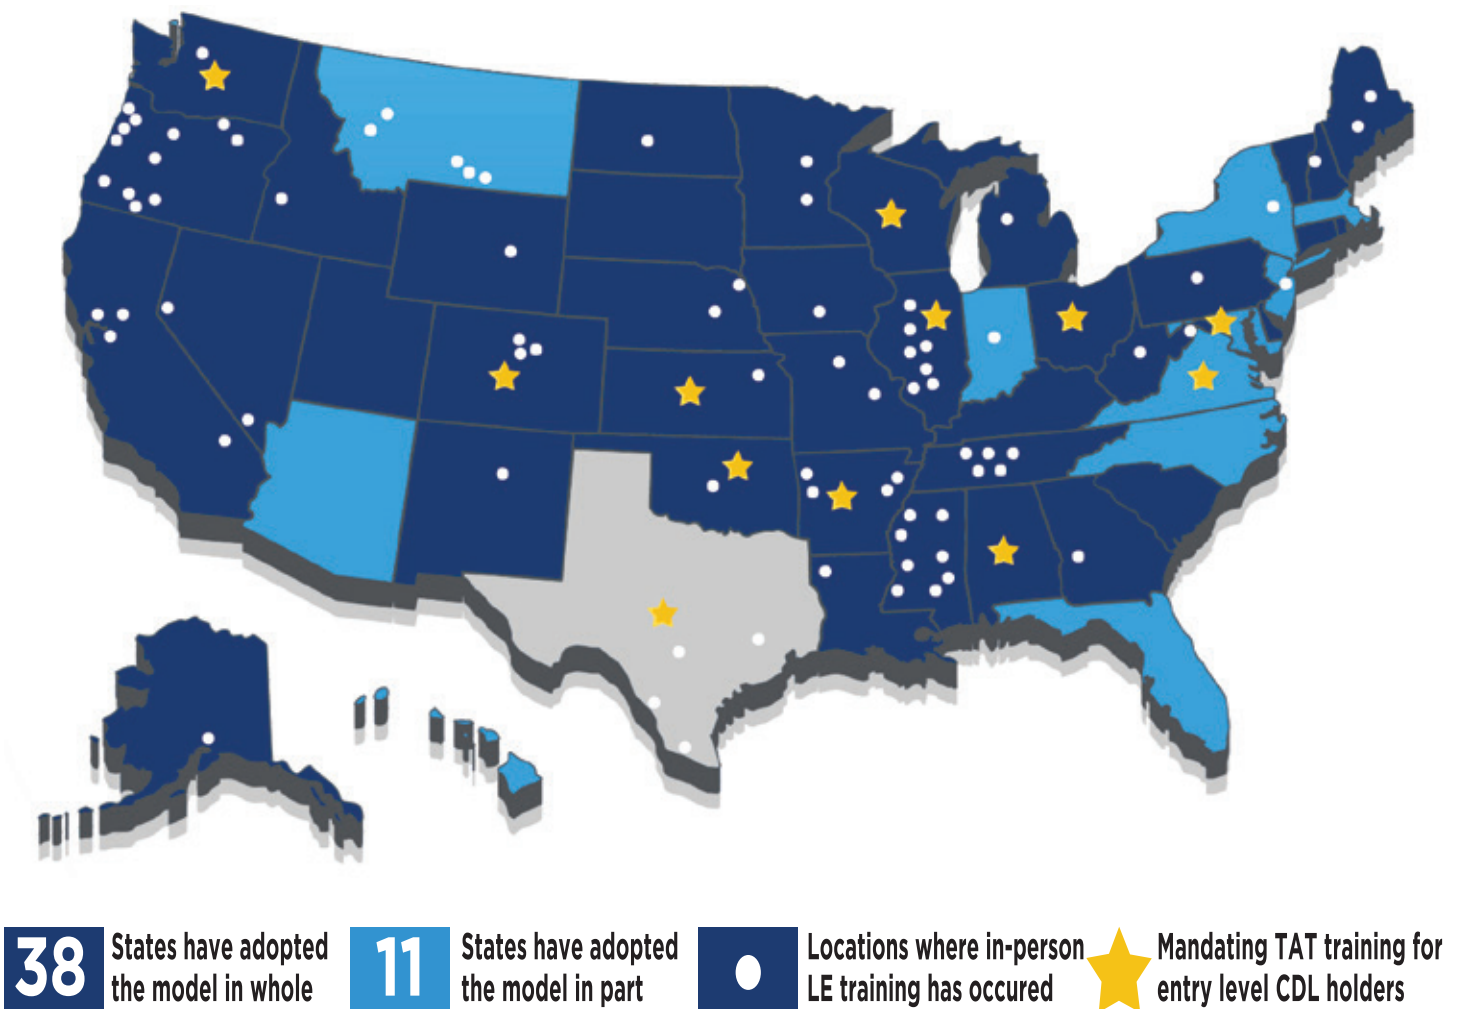 38
States have adopted
the model in whole
11
States have adopted
the model in part
Locations where in-person
LE training has occured
Mandating TAT training for
entry level CDL holders